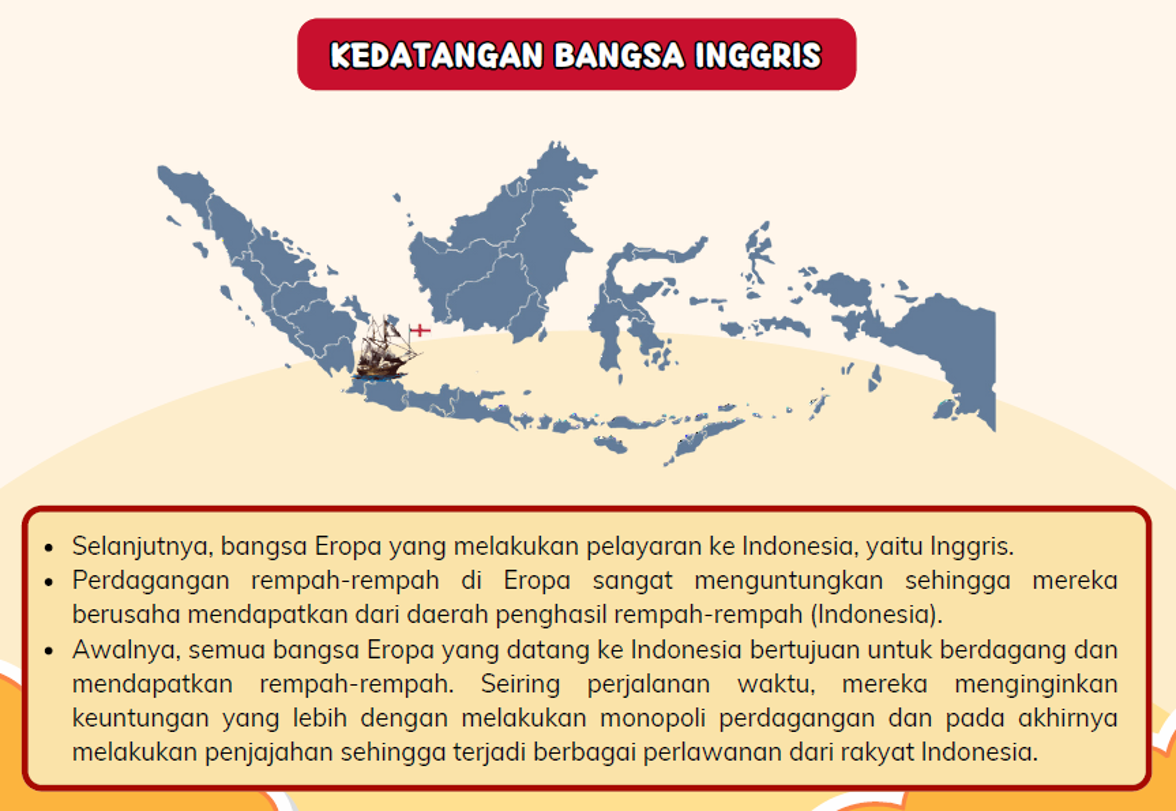 KEDATANGAN BANGSA INGGRIS
• Selanjutnya, bangsa Eropa yang melakukan pelayaran ke Indonesia, yaitu Inggris.
• Perdagangan rempah-rempah di Eropa sangat menguntungkan sehingga mereka
berusaha mendapatkan dari daerah penghasil rempah-rempah (Indonesia).
• Awalnya, semua bangsa Eropa yang datang ke Indonesia bertujuan untuk berdagang dan
mendapatkan rempah-rempah. Seiring perjalanan waktu, mereka menginginkan
keuntungan yang lebih dengan melakukan monopoli perdagangan dan pada akhirnya
melakukan penjajahan sehingga terjadi berbagai perlawanan dari rakyat Indonesia.